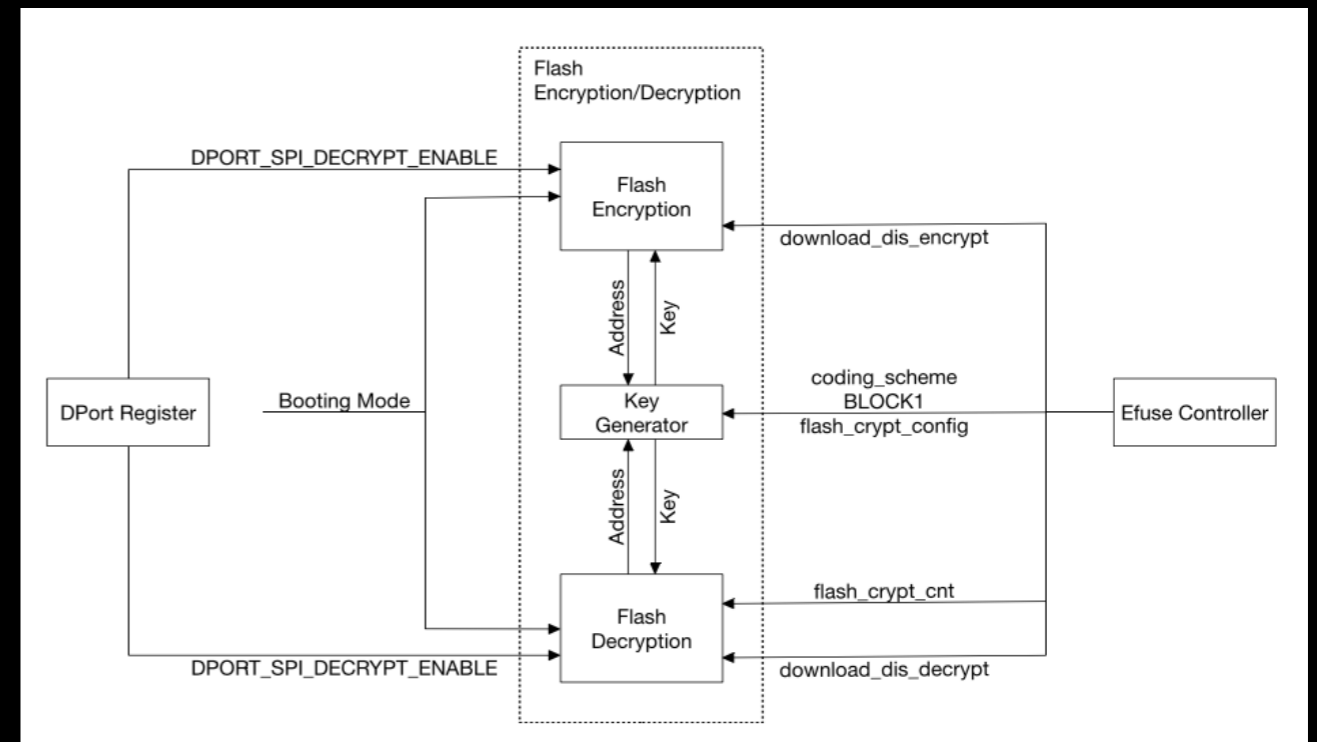 Flash
Encryption/Decryption
DPORT_SPI_DECRYPT_ENABLE
Flash
Encryption
download_dis_encrypt
Address
Key
DPort Register
Booting Mode
Key
Generator
coding_scheme
BLOCK1
flash_crypt_config
Efuse Controller
Address
Key
flash_crypt_cnt
Flash
Decryption
DPORT_SPI_DECRYPT_ENABLE
download_dis_decrypt